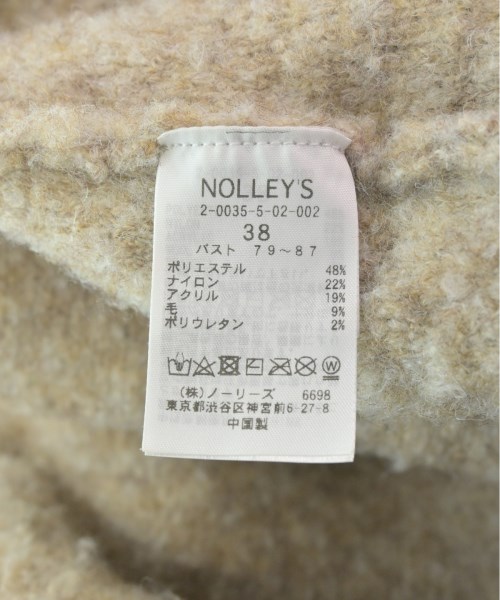 NOLLEY'S
2-0035-5-02-002
38
バスト 79～87
ポリエステル 48%
ナイロン 22%
アクリル 19%
毛 9%
ポリウレタン 2%
(株)ノーリーズ 6698
東京都渋谷区神宮前6-27-8
中国製